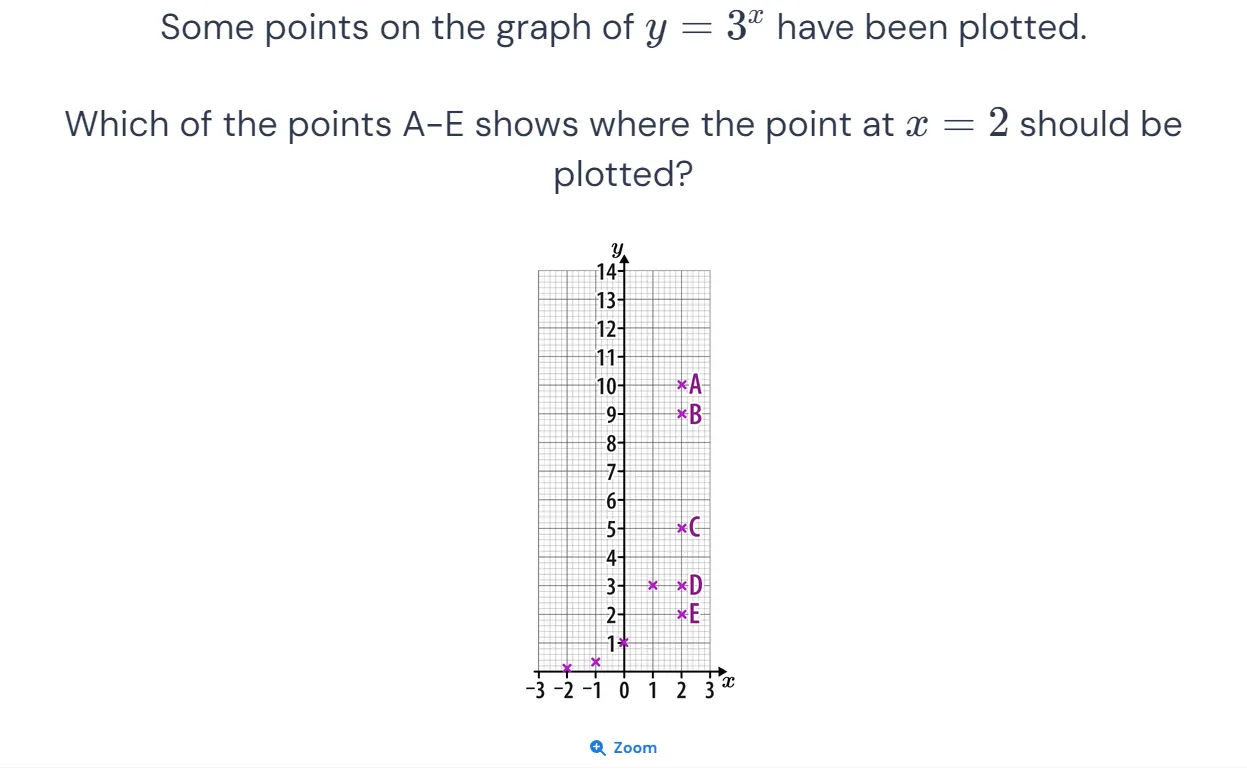 Some points on the graph of y = 3ˣ have been plotted.
Which of the points A-E shows where the point at x = 2 should be
plotted?
y
14
13
12
11
10 A
9 B
8
7
6
5 C
4
3 D
2 E
1
-3 -2 -1 0 1 2 3 x
Zoom